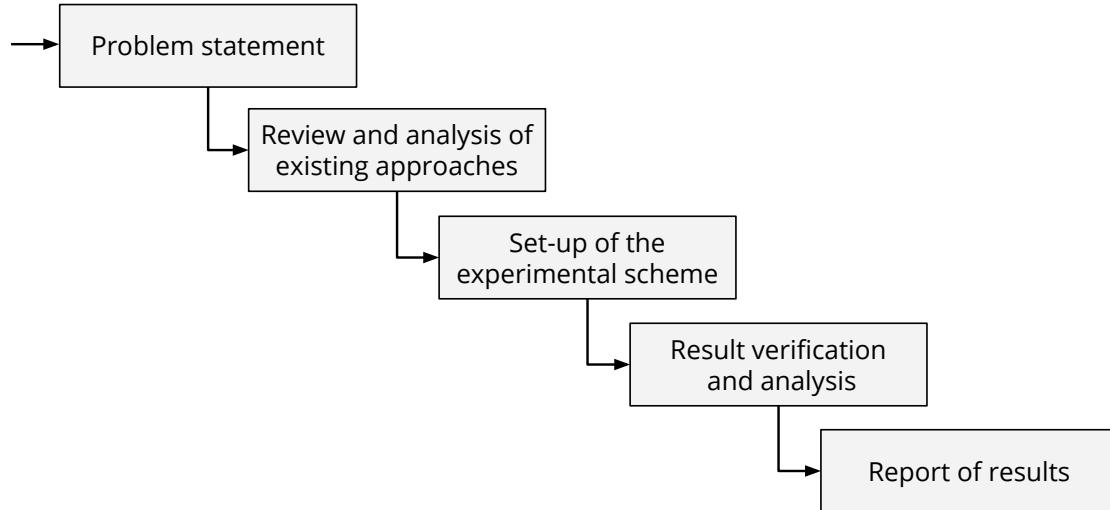 Problem statement
Review and analysis of
existing approaches
Set-up of the
experimental scheme
Result verification
and analysis
Report of results